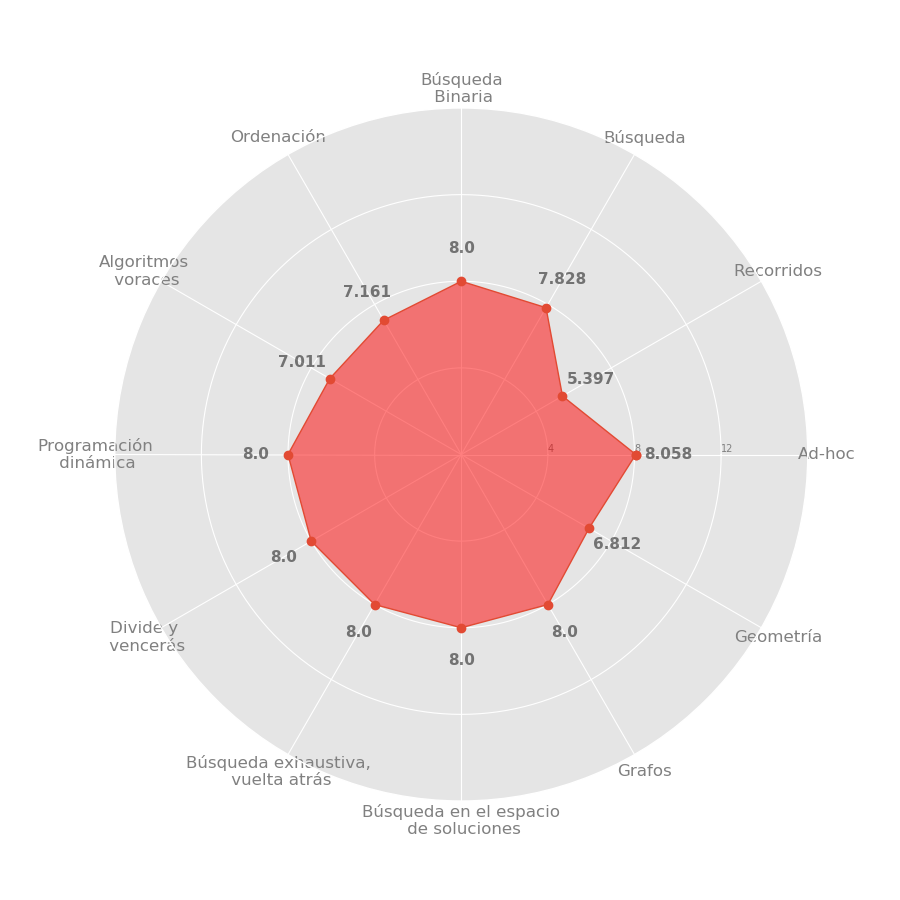 Búsqueda
Binaria
Ordenación
Búsqueda
8.0
Algoritmos
voraces
7.161
7.828
Recorridos
7.011
5.397
Programación
dinámica
8.0
4
8
8.058
12
Ad-hoc
8.0
6.812
Divide y
vencerás
8.0
8.0
8.0
Geometría
Búsqueda exhaustiva,
vuelta atrás
Grafos
Búsqueda en el espacio
de soluciones